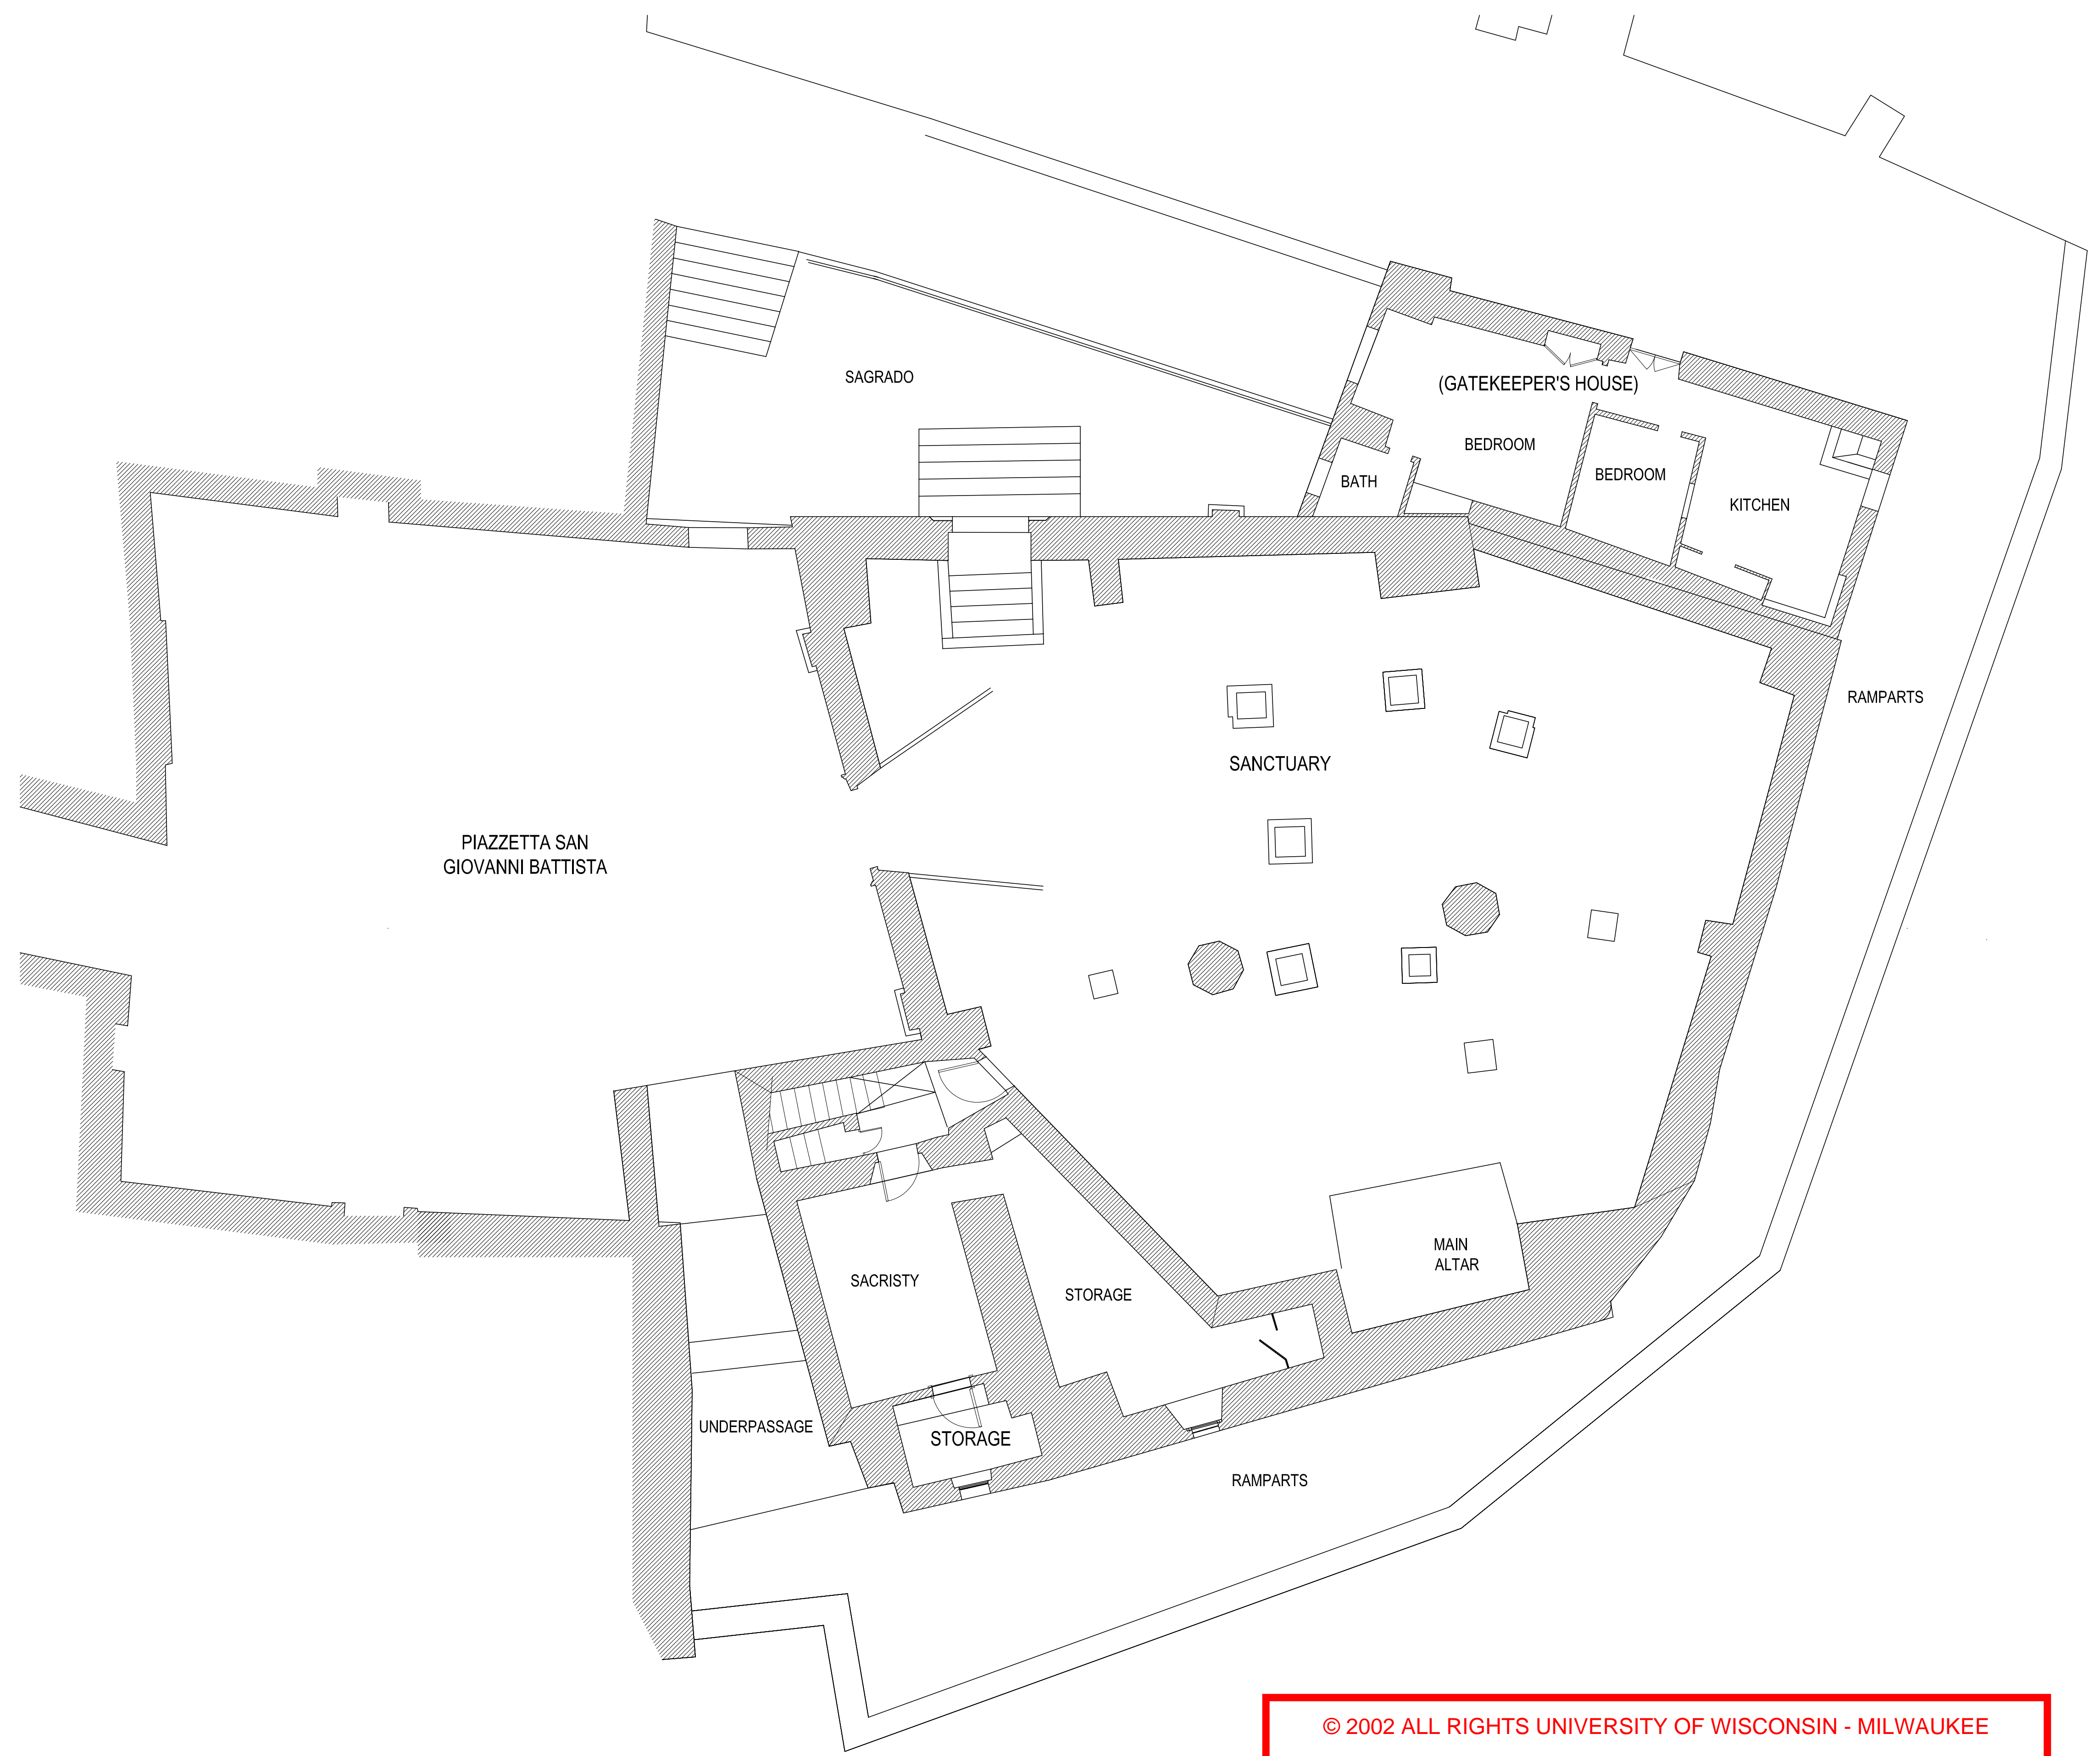 SAGRADO
(GATEKEEPER'S HOUSE)
BEDROOM
BEDROOM
BATH
KITCHEN
RAMPARTS
SANCTUARY
PIAZZETTA SAN
GIOVANNI BATTISTA
MAIN
ALTAR
SACRISTY
STORAGE
UNDERPASSAGE
STORAGE
RAMPARTS
© 2002 ALL RIGHTS UNIVERSITY OF WISCONSIN - MILWAUKEE